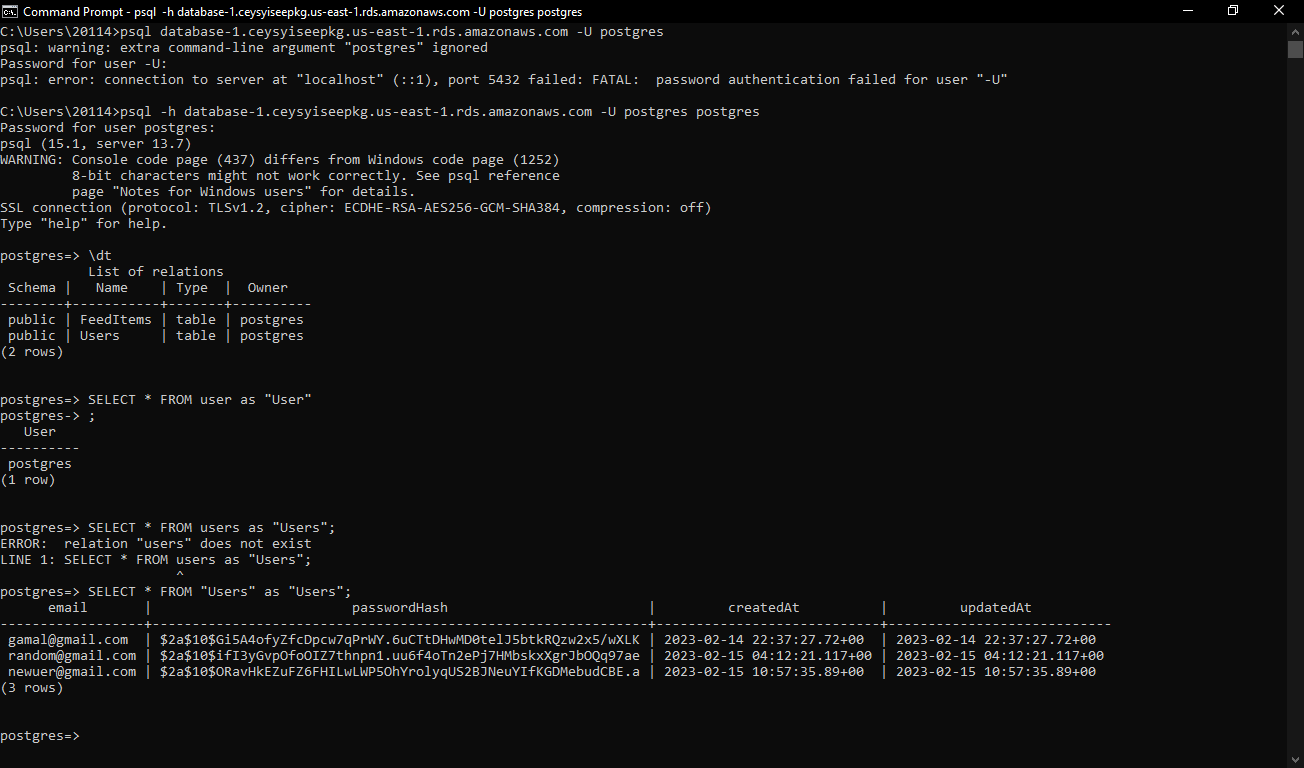 Command Prompt - psql -h database-1.ceysyiseepkg.us-east-1.rds.amazonaws.com -U postgres postgres
C:\Users\20114>psql database-1.ceysyiseepkg.us-east-1.rds.amazonaws.com -U postgres
psql: warning: extra command-line argument "postgres" ignored
Password for user -U:
psql: error: connection to server at "localhost" (::1), port 5432 failed: FATAL:  password authentication failed for user "-U"
C:\Users\20114>psql -h database-1.ceysyiseepkg.us-east-1.rds.amazonaws.com -U postgres postgres
Password for user postgres:
psql (15.1, server 13.7)
WARNING: Console code page (437) differs from Windows code page (1252)
         8-bit characters might not work correctly. See psql reference
         page "Notes for Windows users" for details.
SSL connection (protocol: TLSv1.2, cipher: ECDHE-RSA-AES256-GCM-SHA384, compression: off)
Type "help" for help.
postgres=> \dt
           List of relations
 Schema |   Name    | Type  |  Owner
--------+-----------+-------+----------
 public | FeedItems | table | postgres
 public | Users     | table | postgres
(2 rows)
postgres=> SELECT * FROM user as "User"
postgres-> ;
   User
----------
 postgres
(1 row)
postgres=> SELECT * FROM users as "Users";
ERROR:  relation "users" does not exist
LINE 1: SELECT * FROM users as "Users";
                      ^
postgres=> SELECT * FROM "Users" as "Users";
      email       |                         passwordHash                         |         createdAt          |         updatedAt
------------------+--------------------------------------------------------------+----------------------------+----------------------------
 gamal@gmail.com  | $2a$10$Gi5A4ofyZfcDpcw7qPrWY.6uCTtDHwMD0telJ5btkRQzw2x5/wXLK | 2023-02-14 22:37:27.72+00  | 2023-02-14 22:37:27.72+00
 random@gmail.com | $2a$10$ifI3yGvpOfoOIZ7thnpn1.uu6f4oTn2ePj7HMbskxXgrJbOQq97ae | 2023-02-15 04:12:21.117+00 | 2023-02-15 04:12:21.117+00
 newuer@gmail.com | $2a$10$ORavHkEZuFZ6FHILwLWP5OhYrolyqUS2BJNeuYIfKGDMebudCBE.a | 2023-02-15 10:57:35.89+00  | 2023-02-15 10:57:35.89+00
(3 rows)
postgres=>